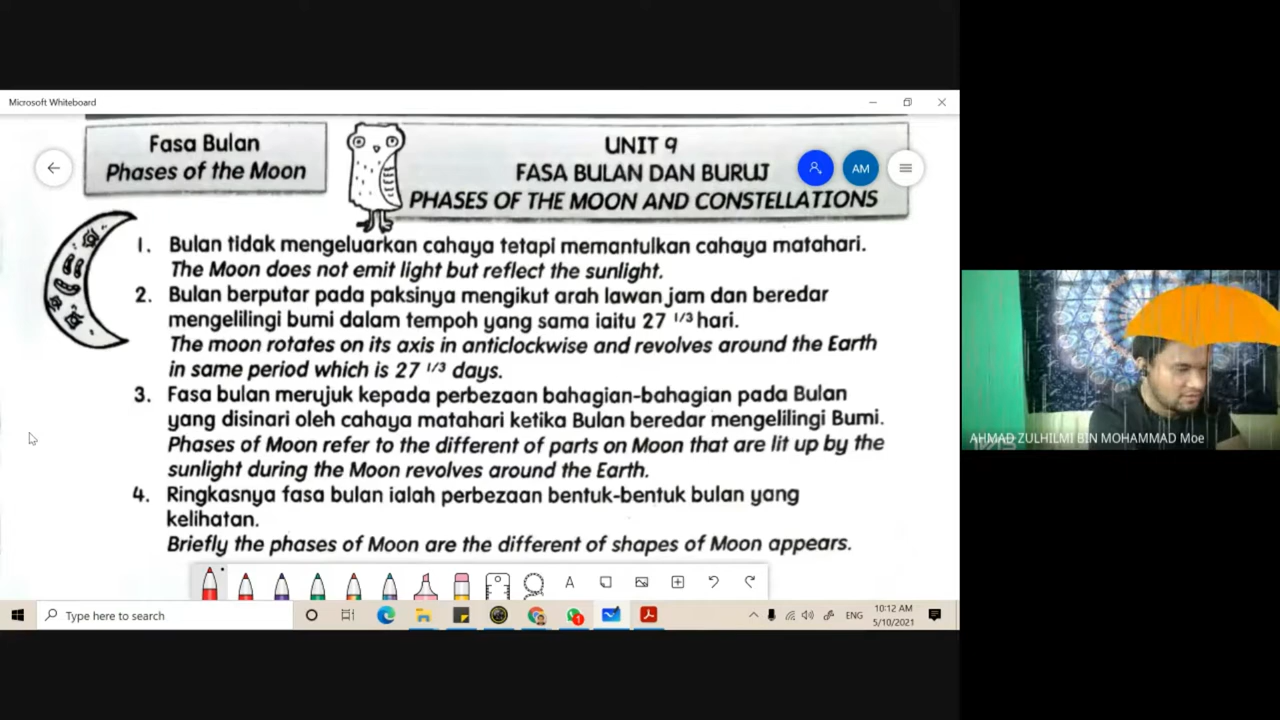 Microsoft Whiteboard
Fasa Bulan
Phases of the Moon
UNIT 9
FASA BULAN DAN BURUJ
PHASES OF THE MOON AND CONSTELLATIONS
AM
1. Bulan tidak mengeluarkan cahaya tetapi memantulkan cahaya matahari.
The Moon does not emit light but reflect the sunlight.
2. Bulan berputar pada paksinya mengikut arah lawan jam dan beredar
mengelilingi bumi dalam tempoh yang sama iaitu 27 1/3 hari.
The moon rotates on its axis in anticlockwise and revolves around the Earth
in same period which is 27 1/3 days.
3. Fasa bulan merujuk kepada perbezaan bahagian-bahagian pada Bulan
yang disinari oleh cahaya matahari ketika Bulan beredar mengelilingi Bumi.
Phases of Moon refer to the different of parts on Moon that are lit up by the
sunlight during the Moon revolves around the Earth.
4. Ringkasnya fasa bulan ialah perbezaan bentuk-bentuk bulan yang
kelihatan.
Briefly the phases of Moon are the different of shapes of Moon appears.
AHMAD ZULHILMI BIN MOHAMMAD Moe
A
Type here to search
1
ENG
10:12 AM
5/10/2021